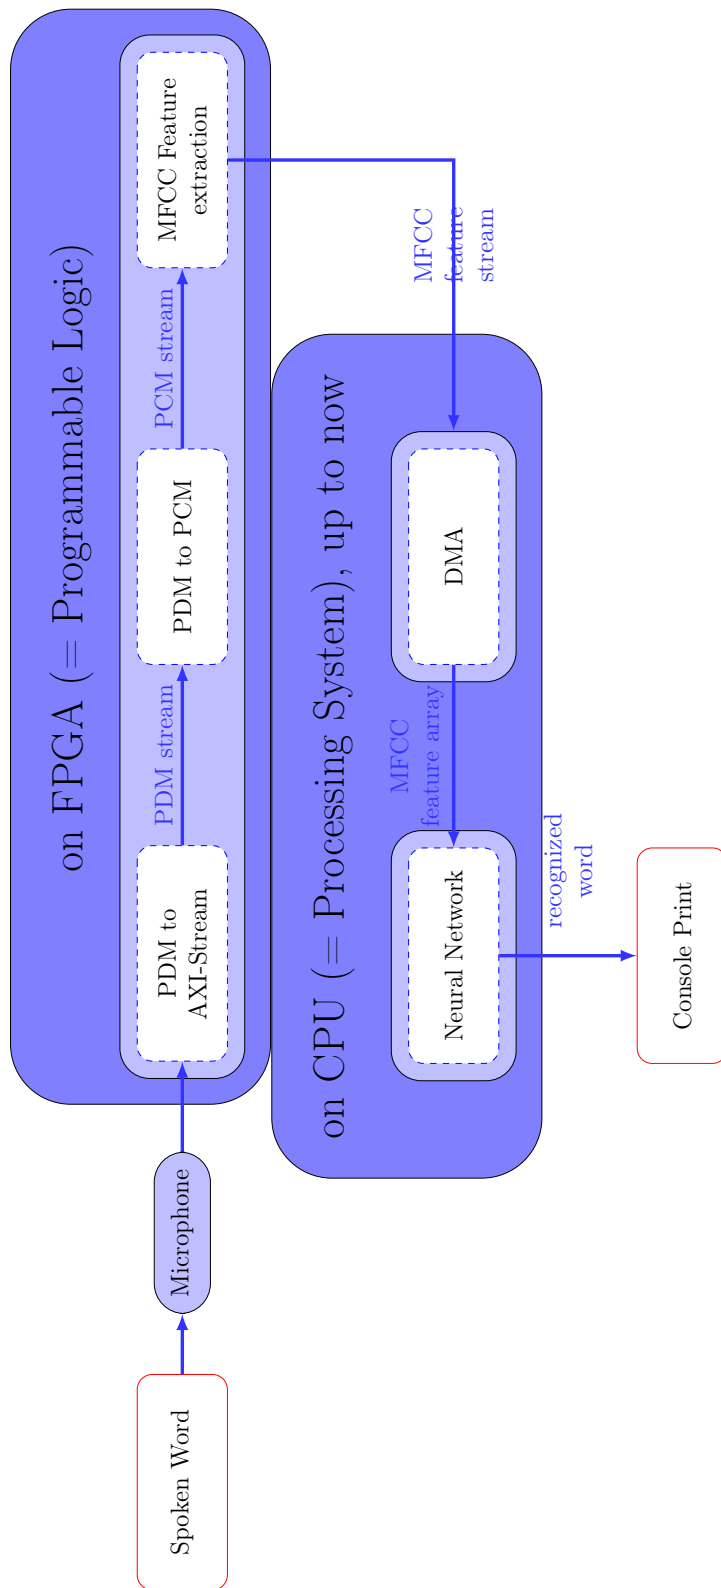 on FPGA (= Programmable Logic)
Spoken Word
Microphone
PDM to
AXI-Stream
PDM stream
PDM to PCM
PCM stream
MFCC Feature
extraction
MFCC
feature
stream
on CPU (= Processing System), up to now
DMA
MFCC
feature array
Neural Network
recognized
word
Console Print